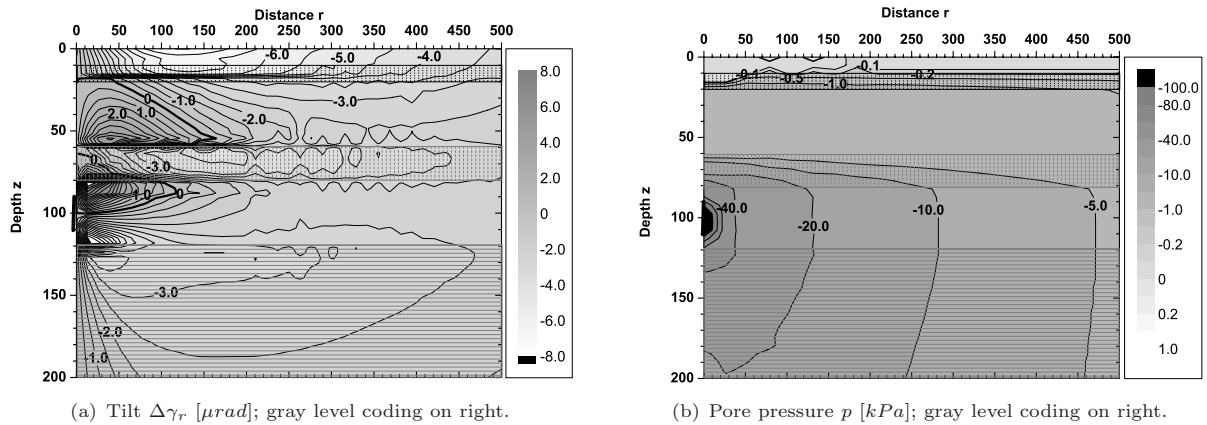 Distance r
0 50 100 150 200 250 300 350 400 450 500
Depth z
0
50
100
150
200
-6.0 -5.0 -4.0
0 -1.0 -3.0
2.0 1.0 -2.0
0 -3.0
1.0 0
-3.0
-2.0
-1.0
8.0
6.0
4.0
2.0
0
-2.0
-4.0
-6.0
-8.0
(a) Tilt Δγr [μrad]; gray level coding on right.
Distance r
0 50 100 150 200 250 300 350 400 450 500
Depth z
0
50
100
150
200
-0.1
-0.1 -0.5 -0.2
-1.0
-40.0 -10.0 -5.0
-20.0
-100.0
-80.0
-40.0
-10.0
-1.0
-0.2
0
0.2
1.0
(b) Pore pressure p [kPa]; gray level coding on right.